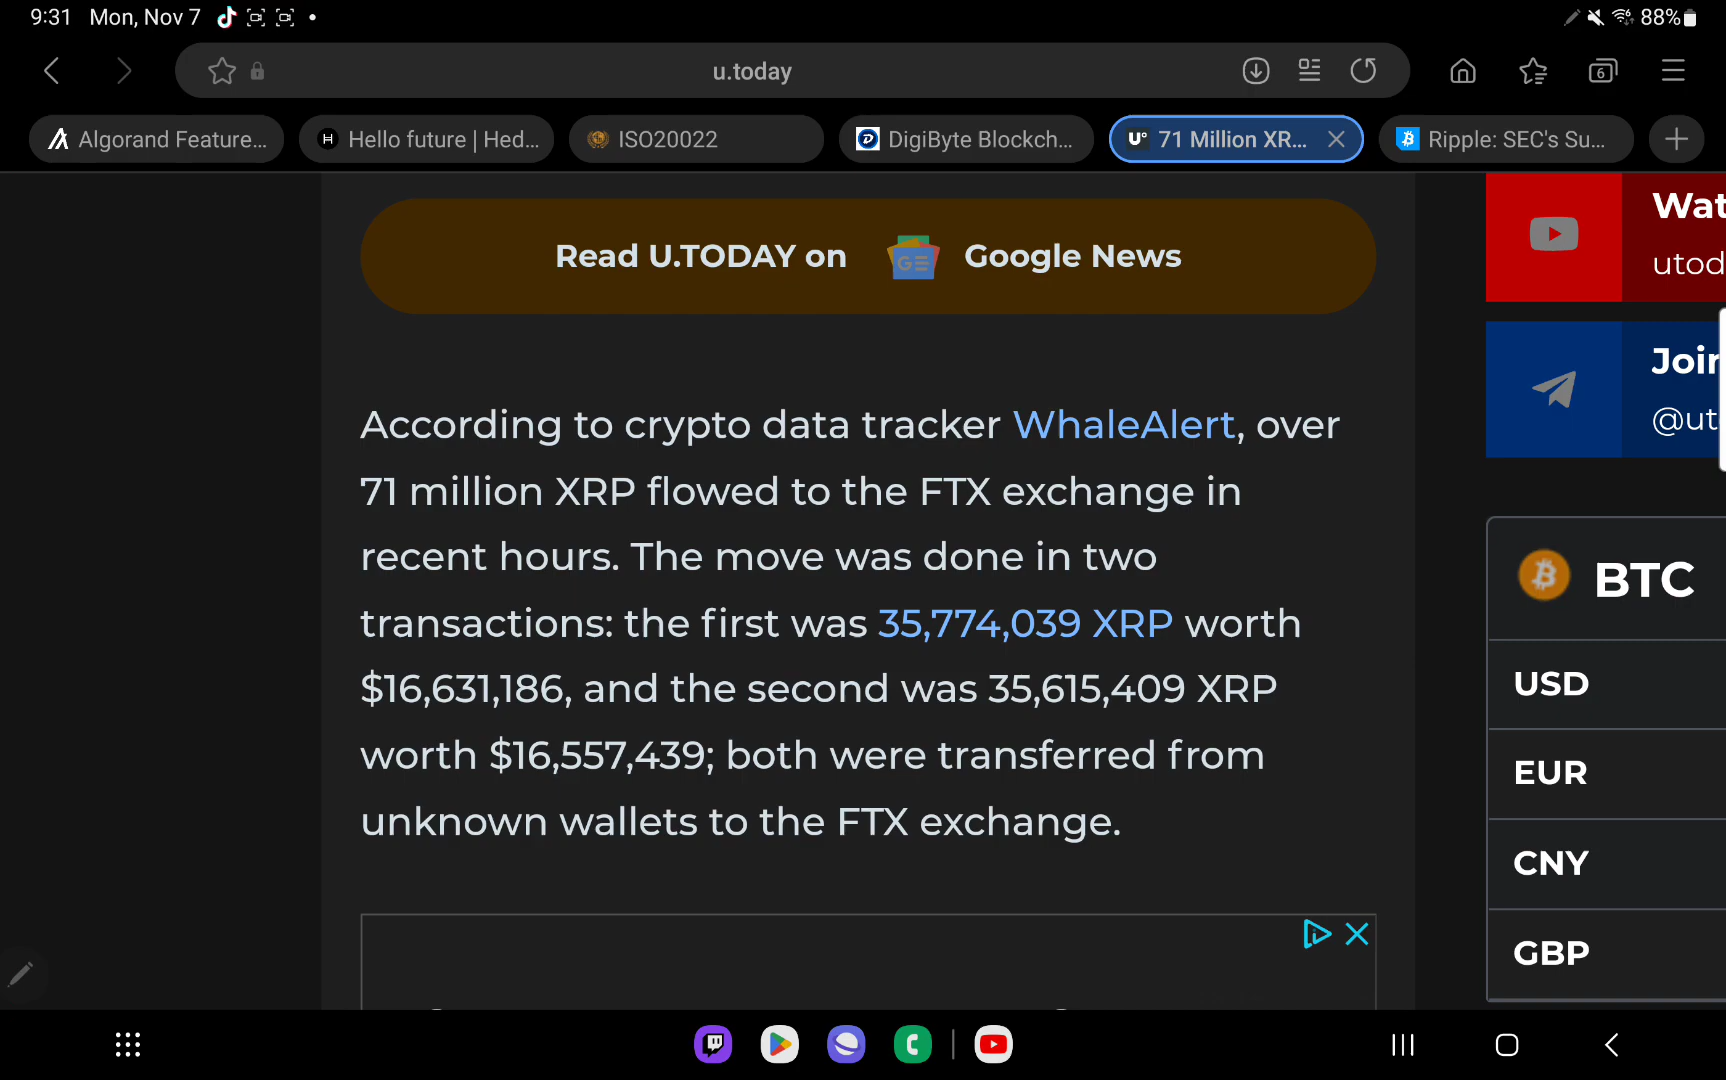 9:31 Mon, Nov 7
88%
u.today
6
Algorand Feature...
Hello future | Hed...
ISO20022
DigiByte Blockch...
U° 71 Million XR...
Ripple: SEC's Su...
Read U.TODAY on GE Google News
Wat
utod
Join
@ut
According to crypto data tracker WhaleAlert, over
71 million XRP flowed to the FTX exchange in
recent hours. The move was done in two
transactions: the first was 35,774,039 XRP worth
$16,631,186, and the second was 35,615,409 XRP
worth $16,557,439; both were transferred from
unknown wallets to the FTX exchange.
BTC
USD
EUR
CNY
GBP